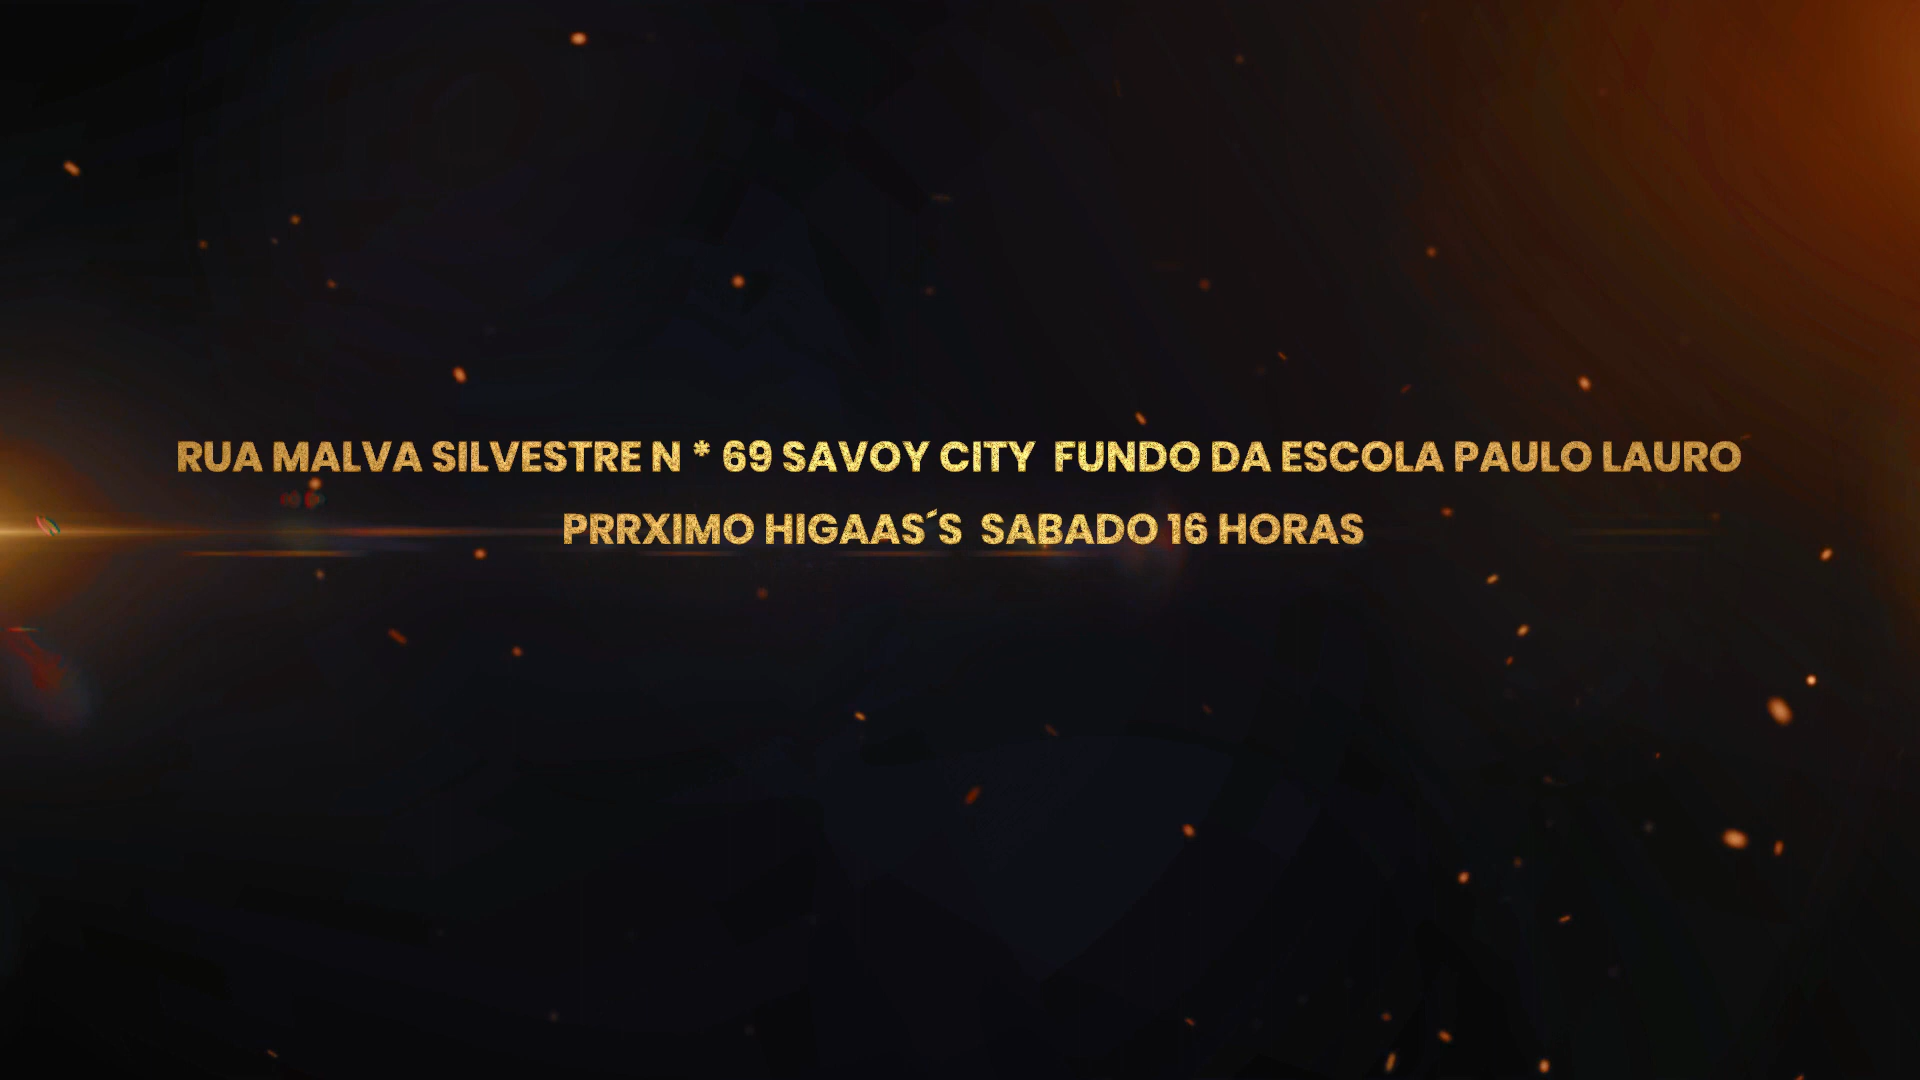 RUA MALVA SILVESTRE N * 69 SAVOY CITY  FUNDO DA ESCOLA PAULO LAURO
PRRXIMO HIGAAS´S  SABADO 16 HORAS